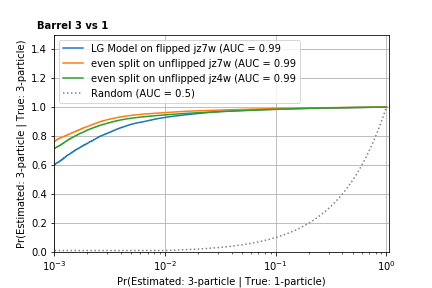 Barrel 3 vs 1
Pr(Estimated: 3-particle | True: 3-particle)
1.4
1.2
1.0
0.8
0.6
0.4
0.2
0.0
LG Model on flipped jz7w (AUC = 0.99
even split on unflipped jz7w (AUC = 0.99
even split on unflipped jz4w (AUC = 0.99
Random (AUC = 0.5)
10⁻³
10⁻²
10⁻¹
10⁰
Pr(Estimated: 3-particle | True: 1-particle)